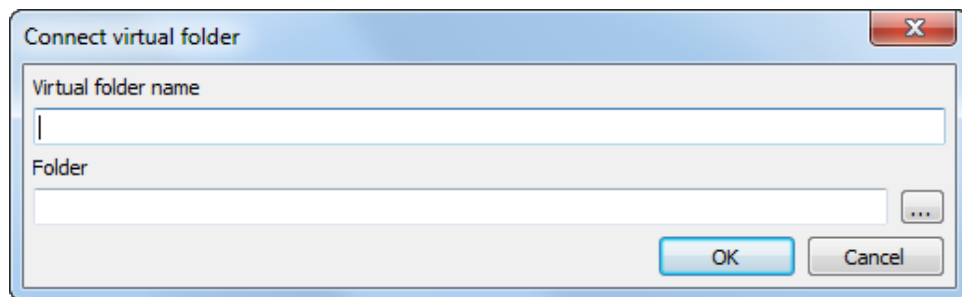 Connect virtual folder
Virtual folder name
Folder
...
OK Cancel